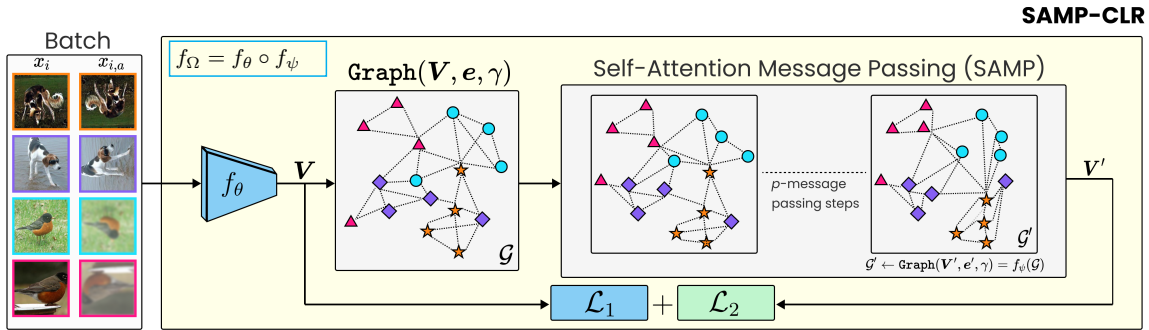 SAMP-CLR
Batch
x_i x_{i,a}
f_Ω = f_θ ∘ f_ψ
Graph(V, e, γ)
Self-Attention Message Passing (SAMP)
f_θ
V
G
p-message
passing steps
V′
G′
G′ ← Graph(V′, e′, γ) = f_ψ(G)
L_1 + L_2